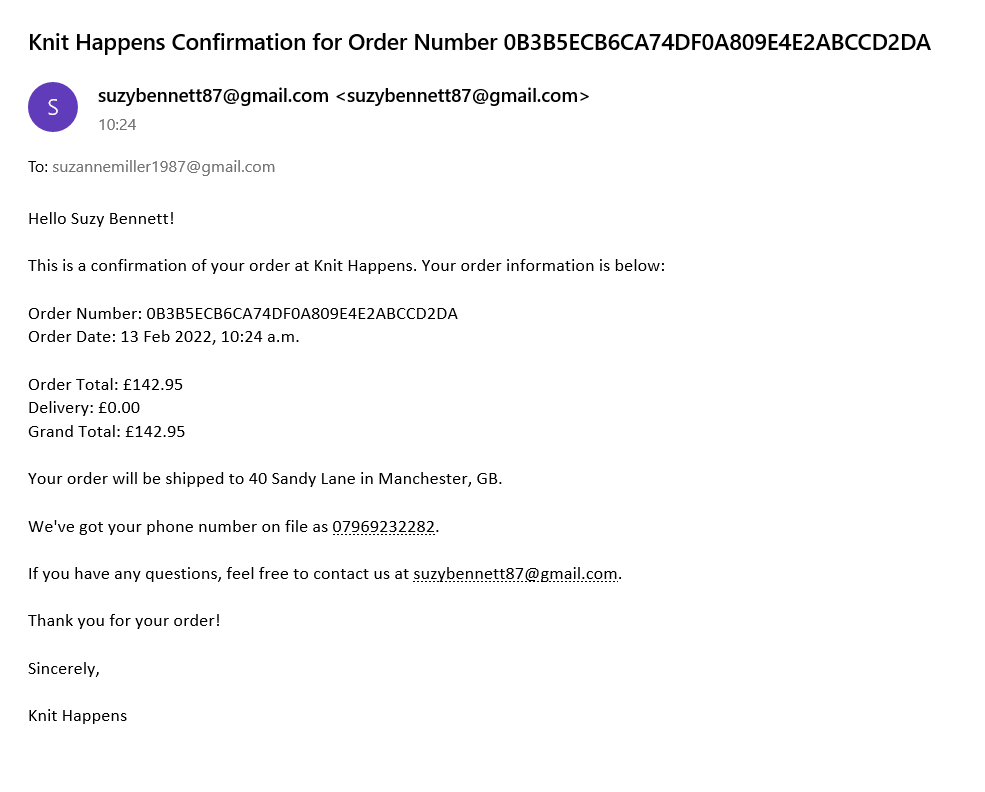 Knit Happens Confirmation for Order Number 0B3B5ECB6CA74DF0A809E4E2ABCCD2DA
S
suzybennett87@gmail.com <suzybennett87@gmail.com>
10:24
To: suzannemiller1987@gmail.com
Hello Suzy Bennett!
This is a confirmation of your order at Knit Happens. Your order information is below:
Order Number: 0B3B5ECB6CA74DF0A809E4E2ABCCD2DA
Order Date: 13 Feb 2022, 10:24 a.m.
Order Total: £142.95
Delivery: £0.00
Grand Total: £142.95
Your order will be shipped to 40 Sandy Lane in Manchester, GB.
We've got your phone number on file as 07969232282.
If you have any questions, feel free to contact us at suzybennett87@gmail.com.
Thank you for your order!
Sincerely,
Knit Happens